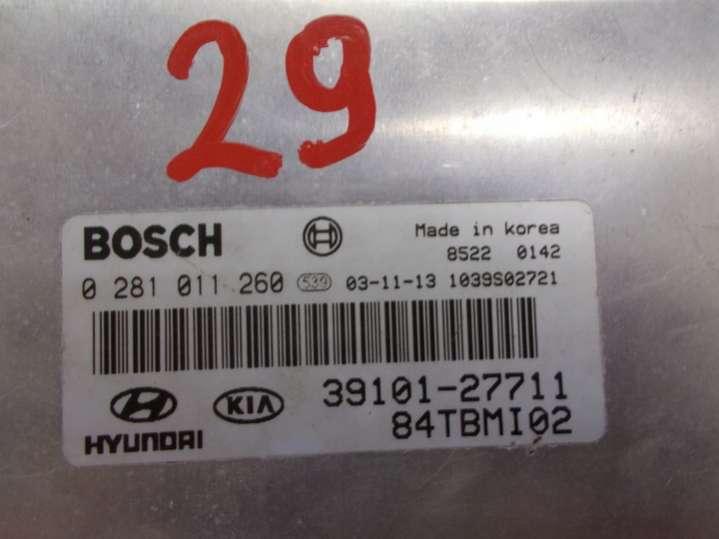 29
BOSCH Made in korea
8522 0142
0 281 011 260 539 03-11-13 1039S02721
KIA 39101-27711
HYUNDAI 84TBMI02